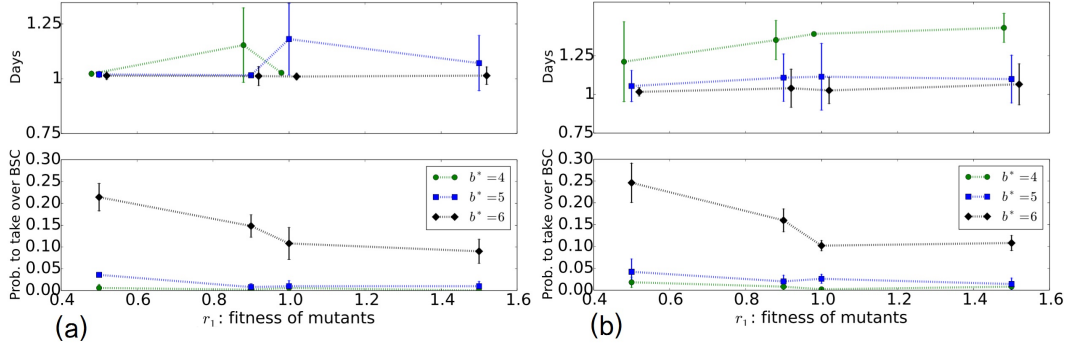 1.25
1
0.75
Days
0.30
0.25
0.20
0.15
0.10
0.05
0.00
Prob. to take over BSC
b* = 4
b* = 5
b* = 6
0.4 0.6 0.8 1.0 1.2 1.4 1.6
r₁: fitness of mutants
(a)
1.25
1
0.75
Days
0.30
0.25
0.20
0.15
0.10
0.05
0.00
Prob. to take over BSC
b* = 4
b* = 5
b* = 6
0.4 0.6 0.8 1.0 1.2 1.4 1.6
r₁: fitness of mutants
(b)